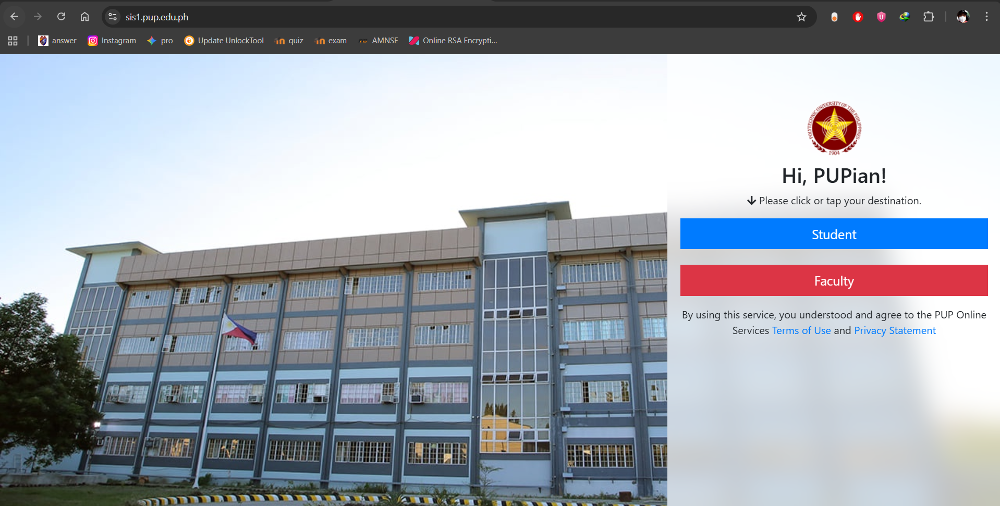 sis1.pup.edu.ph
answer
Instagram
pro
Update UnlockTool
quiz
exam
AMNSE
Online RSA Encrypti...
POLYTECHNIC UNIVERSITY OF THE PHILIPPINES
1904
Hi, PUPian!
Please click or tap your destination.
Student
Faculty
By using this service, you understood and agree to the PUP Online
Services Terms of Use and Privacy Statement